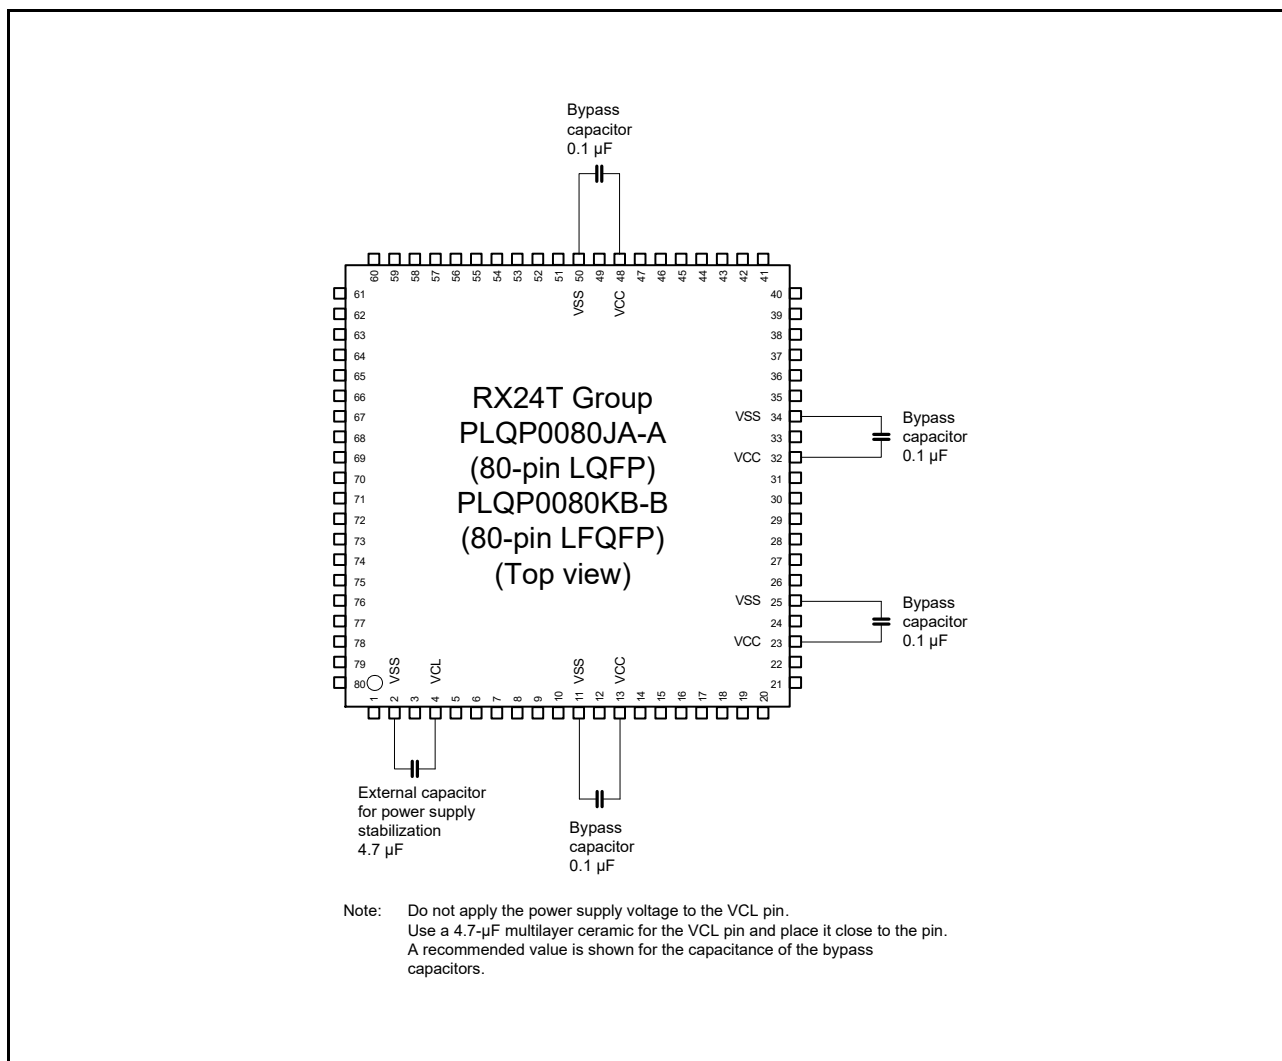 Bypass
capacitor
0.1 µF
60 59 58 57 56 55 54 53 52 51 50 49 48 47 46 45 44 43 42 41
VSS VCC
61
62
63
64
65
66
67
68
69
70
71
72
73
74
75
76
77
78
79
80
40
39
38
37
36
35
VSS 34
33
VCC 32
31
30
29
28
27
26
VSS 25
24
VCC 23
22
21
Bypass
capacitor
0.1 µF
Bypass
capacitor
0.1 µF
RX24T Group
PLQP0080JA-A
(80-pin LQFP)
PLQP0080KB-B
(80-pin LFQFP)
(Top view)
VSS VCL VSS VCC
1 2 3 4 5 6 7 8 9 10 11 12 13 14 15 16 17 18 19 20
External capacitor
for power supply
stabilization
4.7 µF
Bypass
capacitor
0.1 µF
Note: Do not apply the power supply voltage to the VCL pin.
Use a 4.7-µF multilayer ceramic for the VCL pin and place it close to the pin.
A recommended value is shown for the capacitance of the bypass
capacitors.